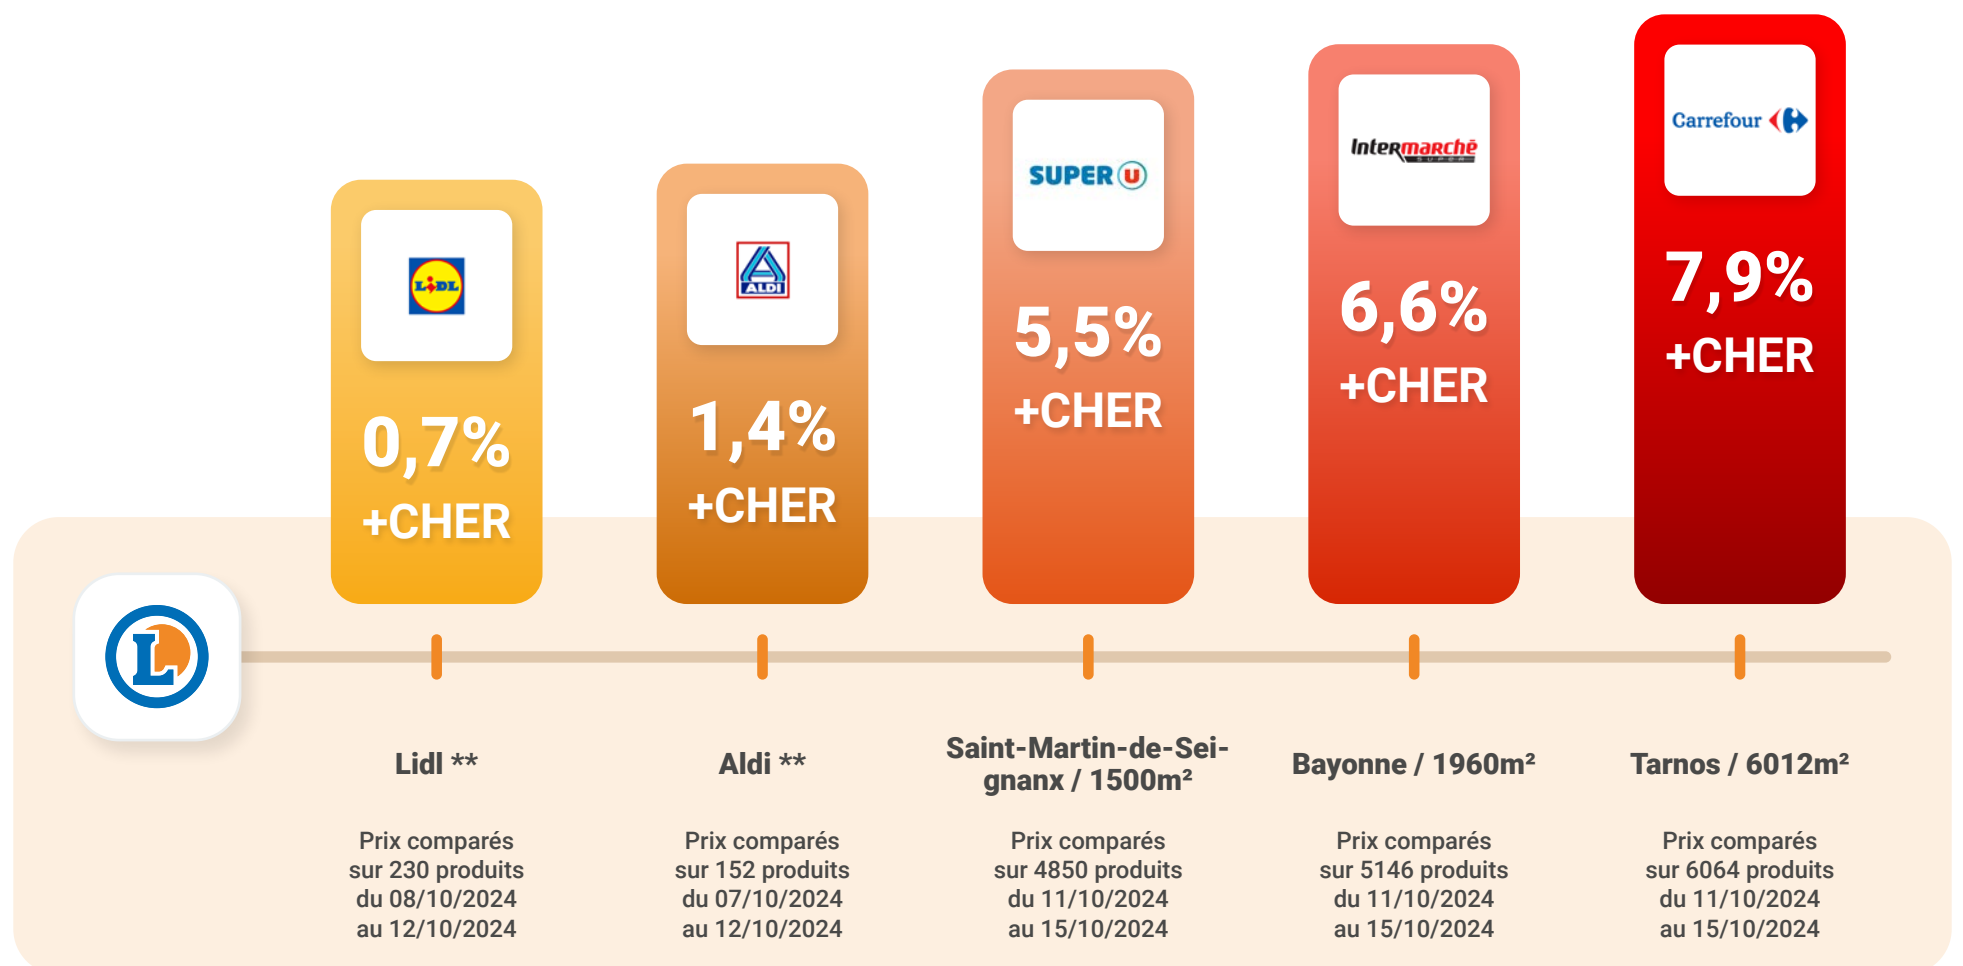 LIDL
0,7%
+CHER
ALDI
1,4%
+CHER
SUPER U
5,5%
+CHER
Intermarchē
SUPER
6,6%
+CHER
Carrefour
7,9%
+CHER
L
Lidl **
Prix comparés
sur 230 produits
du 08/10/2024
au 12/10/2024
Aldi **
Prix comparés
sur 152 produits
du 07/10/2024
au 12/10/2024
Saint-Martin-de-Sei-
gnanx / 1500m²
Prix comparés
sur 4850 produits
du 11/10/2024
au 15/10/2024
Bayonne / 1960m²
Prix comparés
sur 5146 produits
du 11/10/2024
au 15/10/2024
Tarnos / 6012m²
Prix comparés
sur 6064 produits
du 11/10/2024
au 15/10/2024